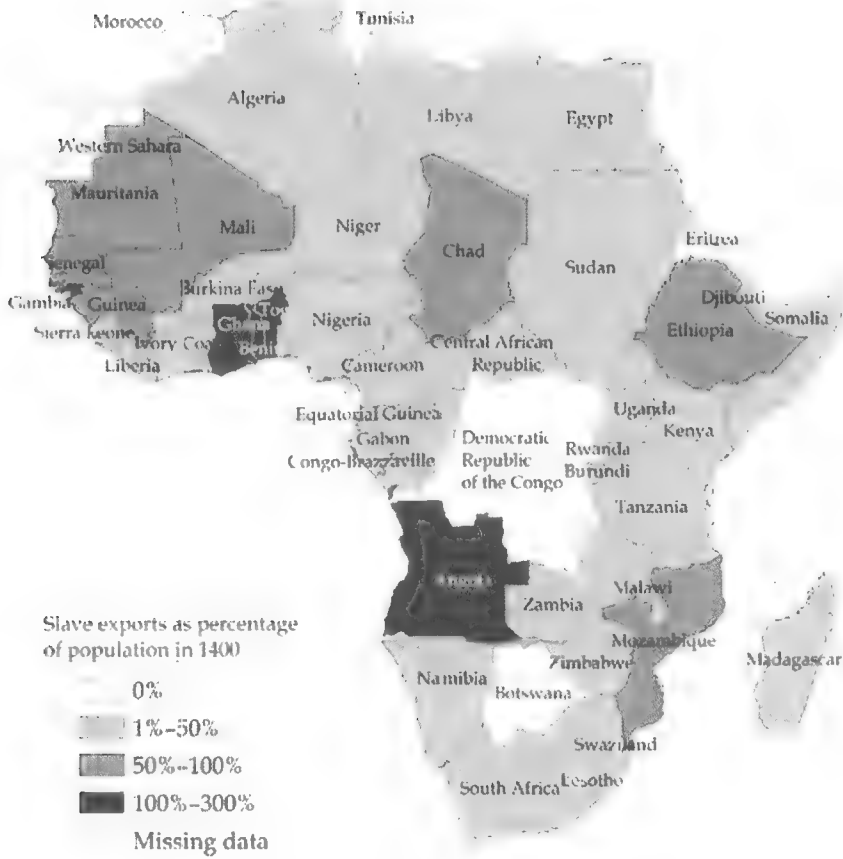 Morocco
Tunisia
Algeria
Libya
Egypt
Western Sahara
Mauritania
Mali
Niger
Chad
Sudan
Eritrea
Senegal
Burkina Faso
Djibouti
Gambia
Guinea
Ghana
Nigeria
Ethiopia
Somalia
Sierra Leone
Ivory Coa
Beni
Central African
Republic
Liberia
Cameroon
Uganda
Equatorial Guinea
Kenya
Gabon
Democratic
Republic
of the Congo
Rwanda
Burundi
Congo-Brazzaville
Tanzania
Malawi
Zambia
Mozambique
Zimbabwe
Madagascar
Namibia
Botswana
Swaziland
South Africa
Lesotho
Slave exports as percentage
of population in 1400
0%
1%–50%
50%–100%
100%–300%
Missing data